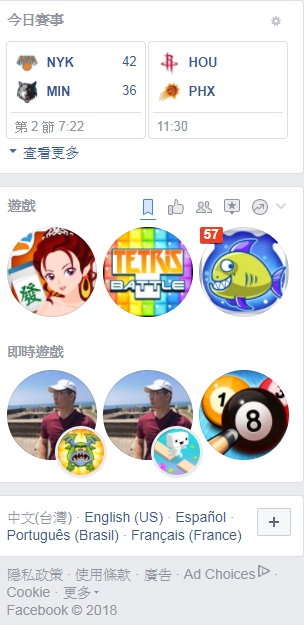 今日賽事
NYK 42
MIN 36
第 2 節 7:22
HOU
PHX
11:30
查看更多
遊戲
發
TETRIS
BATTLE
57
即時遊戲
1 8
中文(台灣) · English (US) · Español ·
Português (Brasil) · Français (France)
+
隱私政策 · 使用條款 · 廣告 · Ad Choices ·
Cookie · 更多
Facebook © 2018